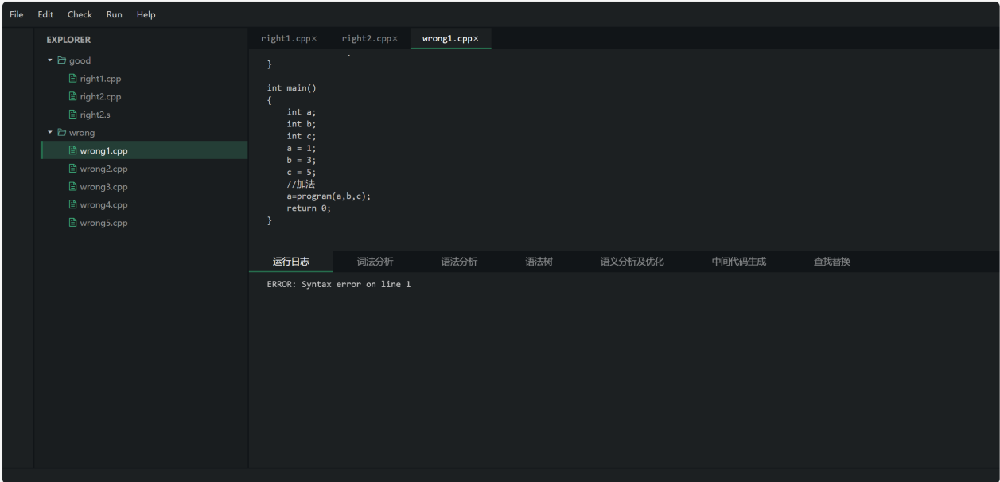 File Edit Check Run Help
EXPLORER
good
right1.cpp
right2.cpp
right2.s
wrong
wrong1.cpp
wrong2.cpp
wrong3.cpp
wrong4.cpp
wrong5.cpp
right1.cpp× right2.cpp× wrong1.cpp×
}
int main()
{
int a;
int b;
int c;
a = 1;
b = 3;
c = 5;
//加法
a=program(a,b,c);
return 0;
}
运行日志 词法分析 语法分析 语法树 语义分析及优化 中间代码生成 查找替换
ERROR: Syntax error on line 1